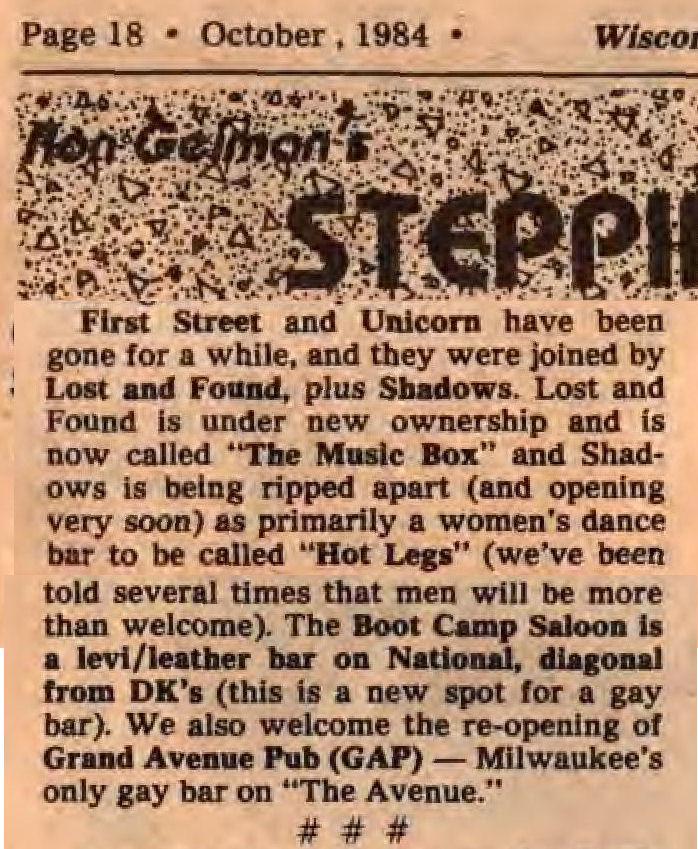 Page 18 • October , 1984 •
Ron Geiman's
First Street and Unicorn have been
gone for a while, and they were joined by
Lost and Found, plus Shadows. Lost and
Found is under new ownership and is
now called "The Music Box" and Shad-
ows is being ripped apart (and opening
very soon) as primarily a women's dance
bar to be called "Hot Legs" (we've been
told several times that men will be more
than welcome). The Boot Camp Saloon is
a levi/leather bar on National, diagonal
from DK's (this is a new spot for a gay
bar). We also welcome the re-opening of
Grand Avenue Pub (GAP) — Milwaukee's
only gay bar on "The Avenue."
# # #